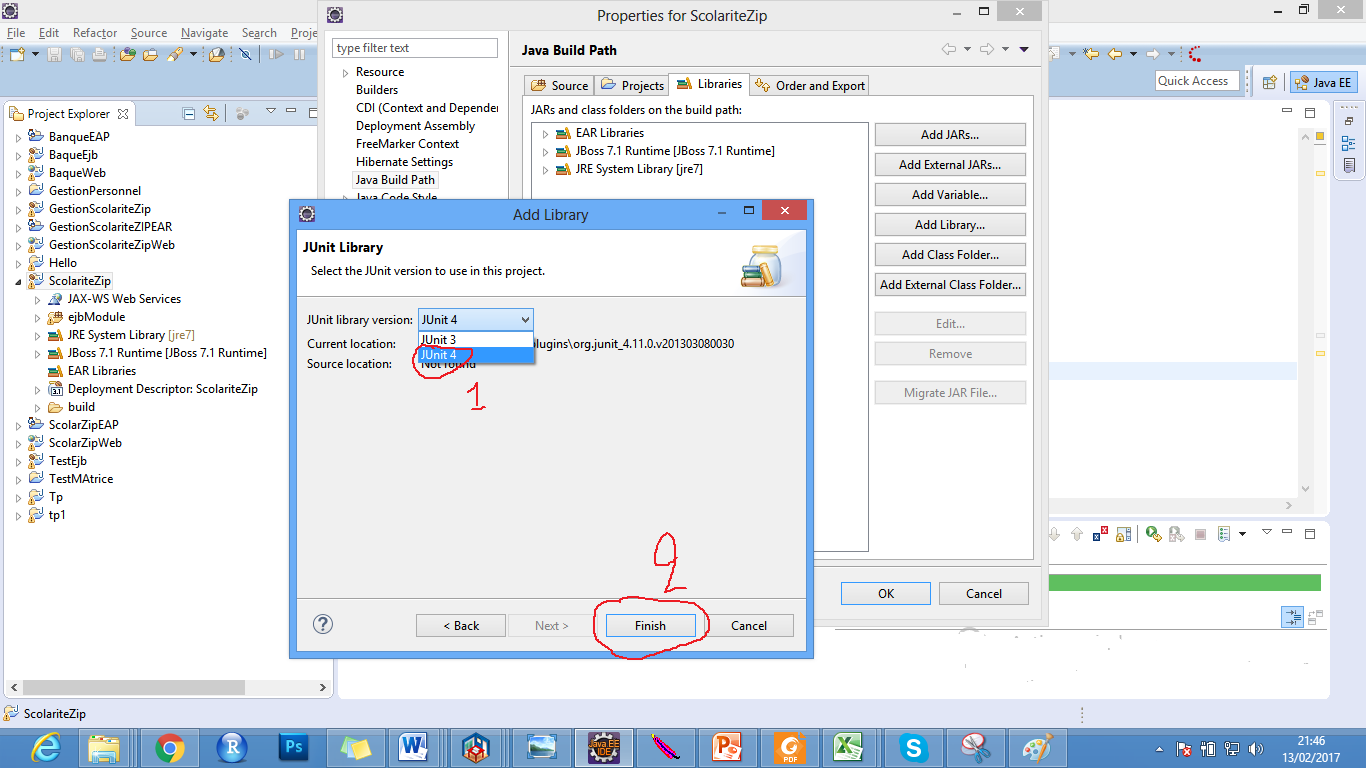 Properties for ScolariteZip
File Edit Refactor Source Navigate Search Project
Quick Access
Java EE
type filter text
Resource
Builders
CDI (Context and Depender
Deployment Assembly
FreeMarker Context
Hibernate Settings
Java Build Path
Java Code Style
Java Build Path
Source Projects Libraries Order and Export
JARs and class folders on the build path:
EAR Libraries
JBoss 7.1 Runtime [JBoss 7.1 Runtime]
JRE System Library [jre7]
Add JARs...
Add External JARs...
Add Variable...
Add Library...
Add Class Folder...
Add External Class Folder...
Edit...
Remove
Migrate JAR File...
OK Cancel
Project Explorer
BanqueEAP
BaqueEjb
BaqueWeb
GestionPersonnel
GestionScolariteZip
GestionScolariteZIPEAR
GestionScolariteZipWeb
Hello
ScolariteZip
JAX-WS Web Services
ejbModule
JRE System Library [jre7]
JBoss 7.1 Runtime [JBoss 7.1 Runtime]
EAR Libraries
Deployment Descriptor: ScolariteZip
build
ScolarZipEAP
ScolarZipWeb
TestEjb
TestMAtrice
Tp
tp1
Add Library
JUnit Library
Select the JUnit version to use in this project.
JUnit library version: JUnit 4
JUnit 3
JUnit 4
Current location: plugins\org.junit_4.11.0.v201303080030
Source location: Not found
1
2
< Back Next > Finish Cancel
ScolariteZip
21:46
13/02/2017